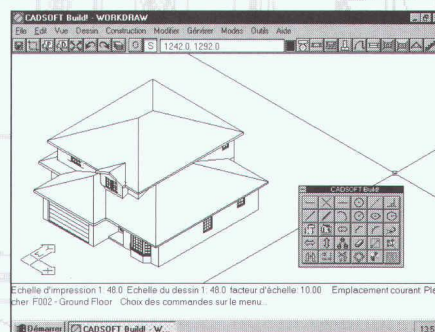 CADSOFT Build! - WORKDRAW
File Edit Vue Dessin Construction Modifier Générer Modes Outils Aide
O S 1242.0, 1292.0
CADSOFT Build!
Echelle d'impression 1: 48.0 Echelle du dessin 1: 48.0 facteur d'échelle: 10.00 Emplacement courant Pla
cher F002 - Ground Floor Choix des commandes sur le menu...
Démarrer CADSOFT Build! - W...